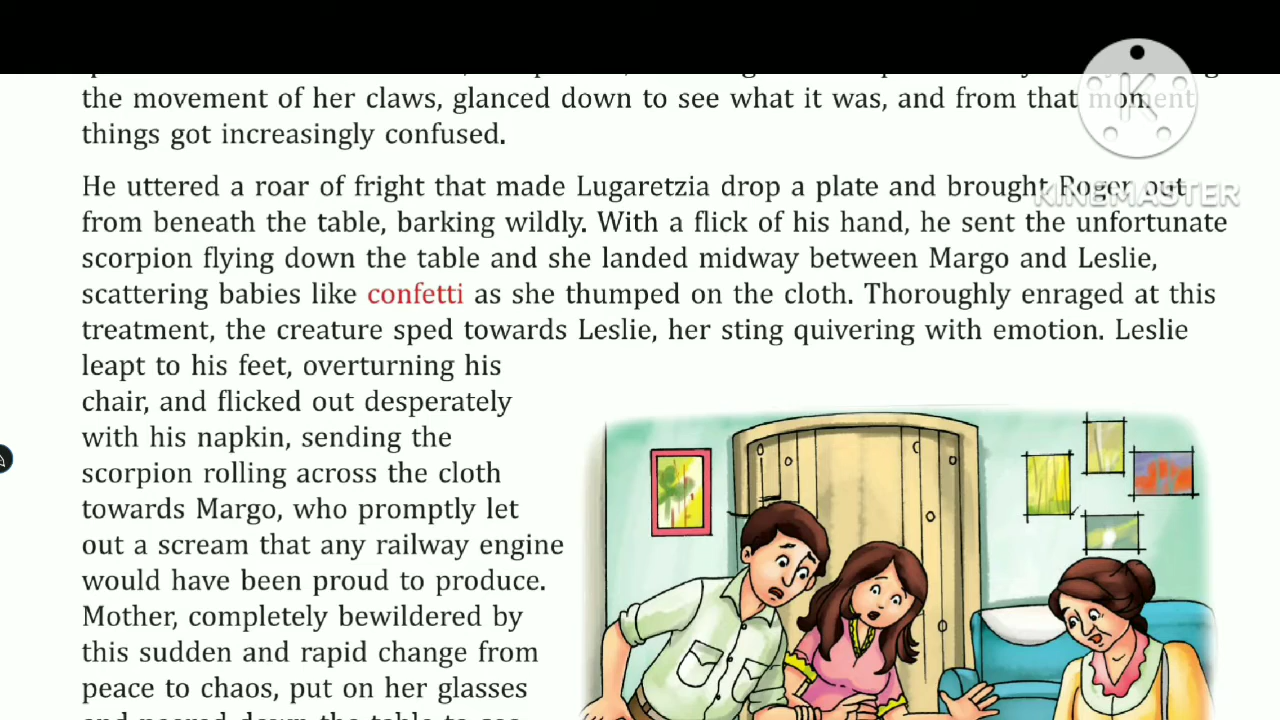 the movement of her claws, glanced down to see what it was, and from that moment
things got increasingly confused.
He uttered a roar of fright that made Lugaretzia drop a plate and brought Roger out
from beneath the table, barking wildly. With a flick of his hand, he sent the unfortunate
scorpion flying down the table and she landed midway between Margo and Leslie,
scattering babies like confetti as she thumped on the cloth. Thoroughly enraged at this
treatment, the creature sped towards Leslie, her sting quivering with emotion. Leslie
leapt to his feet, overturning his
chair, and flicked out desperately
with his napkin, sending the
scorpion rolling across the cloth
towards Margo, who promptly let
out a scream that any railway engine
would have been proud to produce.
Mother, completely bewildered by
this sudden and rapid change from
peace to chaos, put on her glasses
and peered down the table to see
K
KINEMASTER